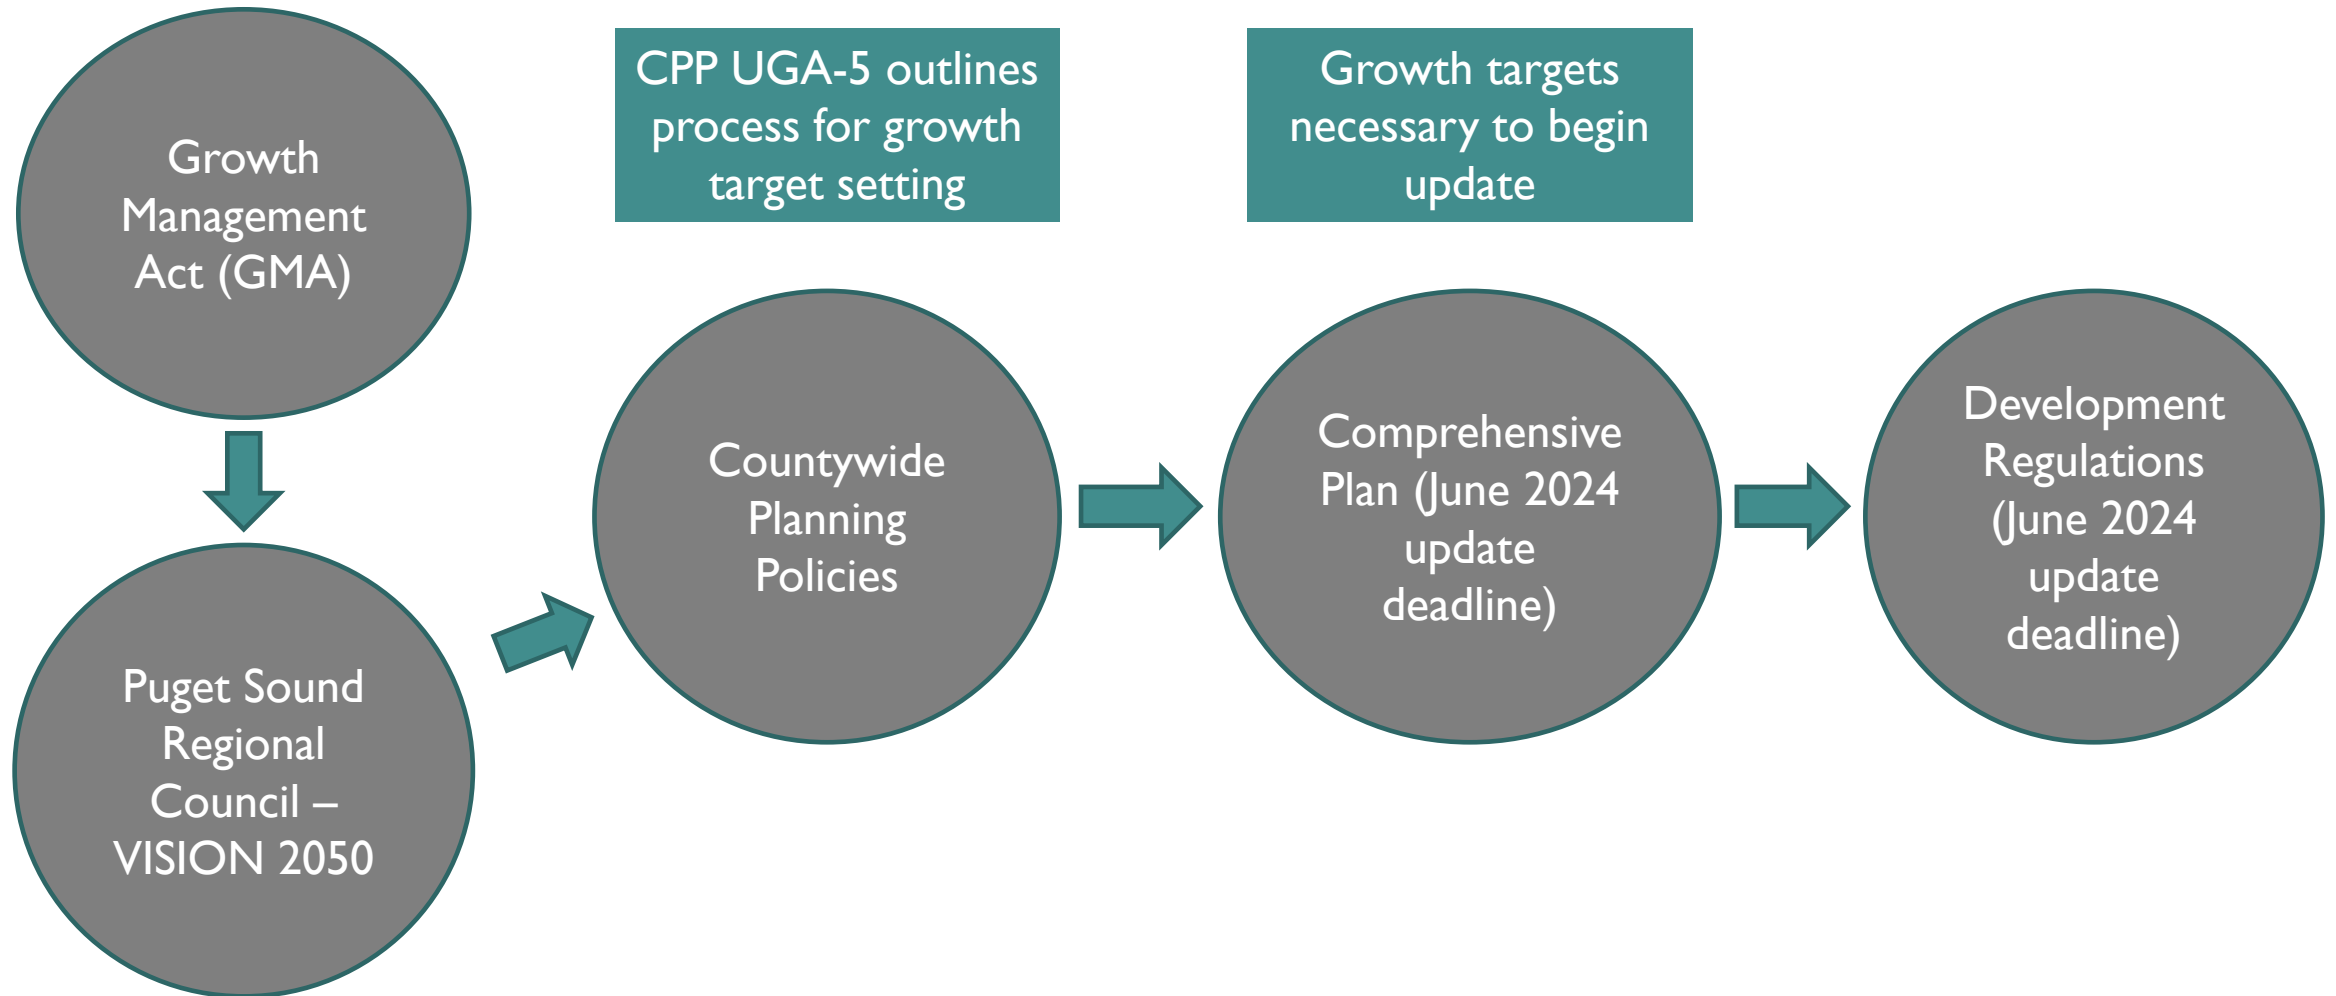 Growth
Management
Act (GMA)
Puget Sound
Regional
Council –
VISION 2050
CPP UGA-5 outlines
process for growth
target setting
Countywide
Planning
Policies
Growth targets
necessary to begin
update
Comprehensive
Plan (June 2024
update
deadline)
Development
Regulations
(June 2024
update
deadline)